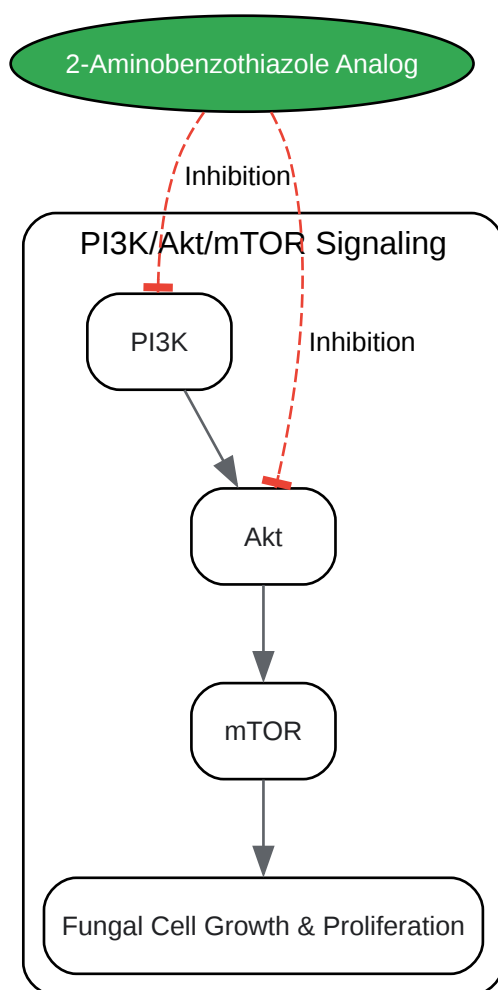 2-Aminobenzothiazole Analog
Inhibition
PI3K/Akt/mTOR Signaling
PI3K
Inhibition
Akt
mTOR
Fungal Cell Growth & Proliferation